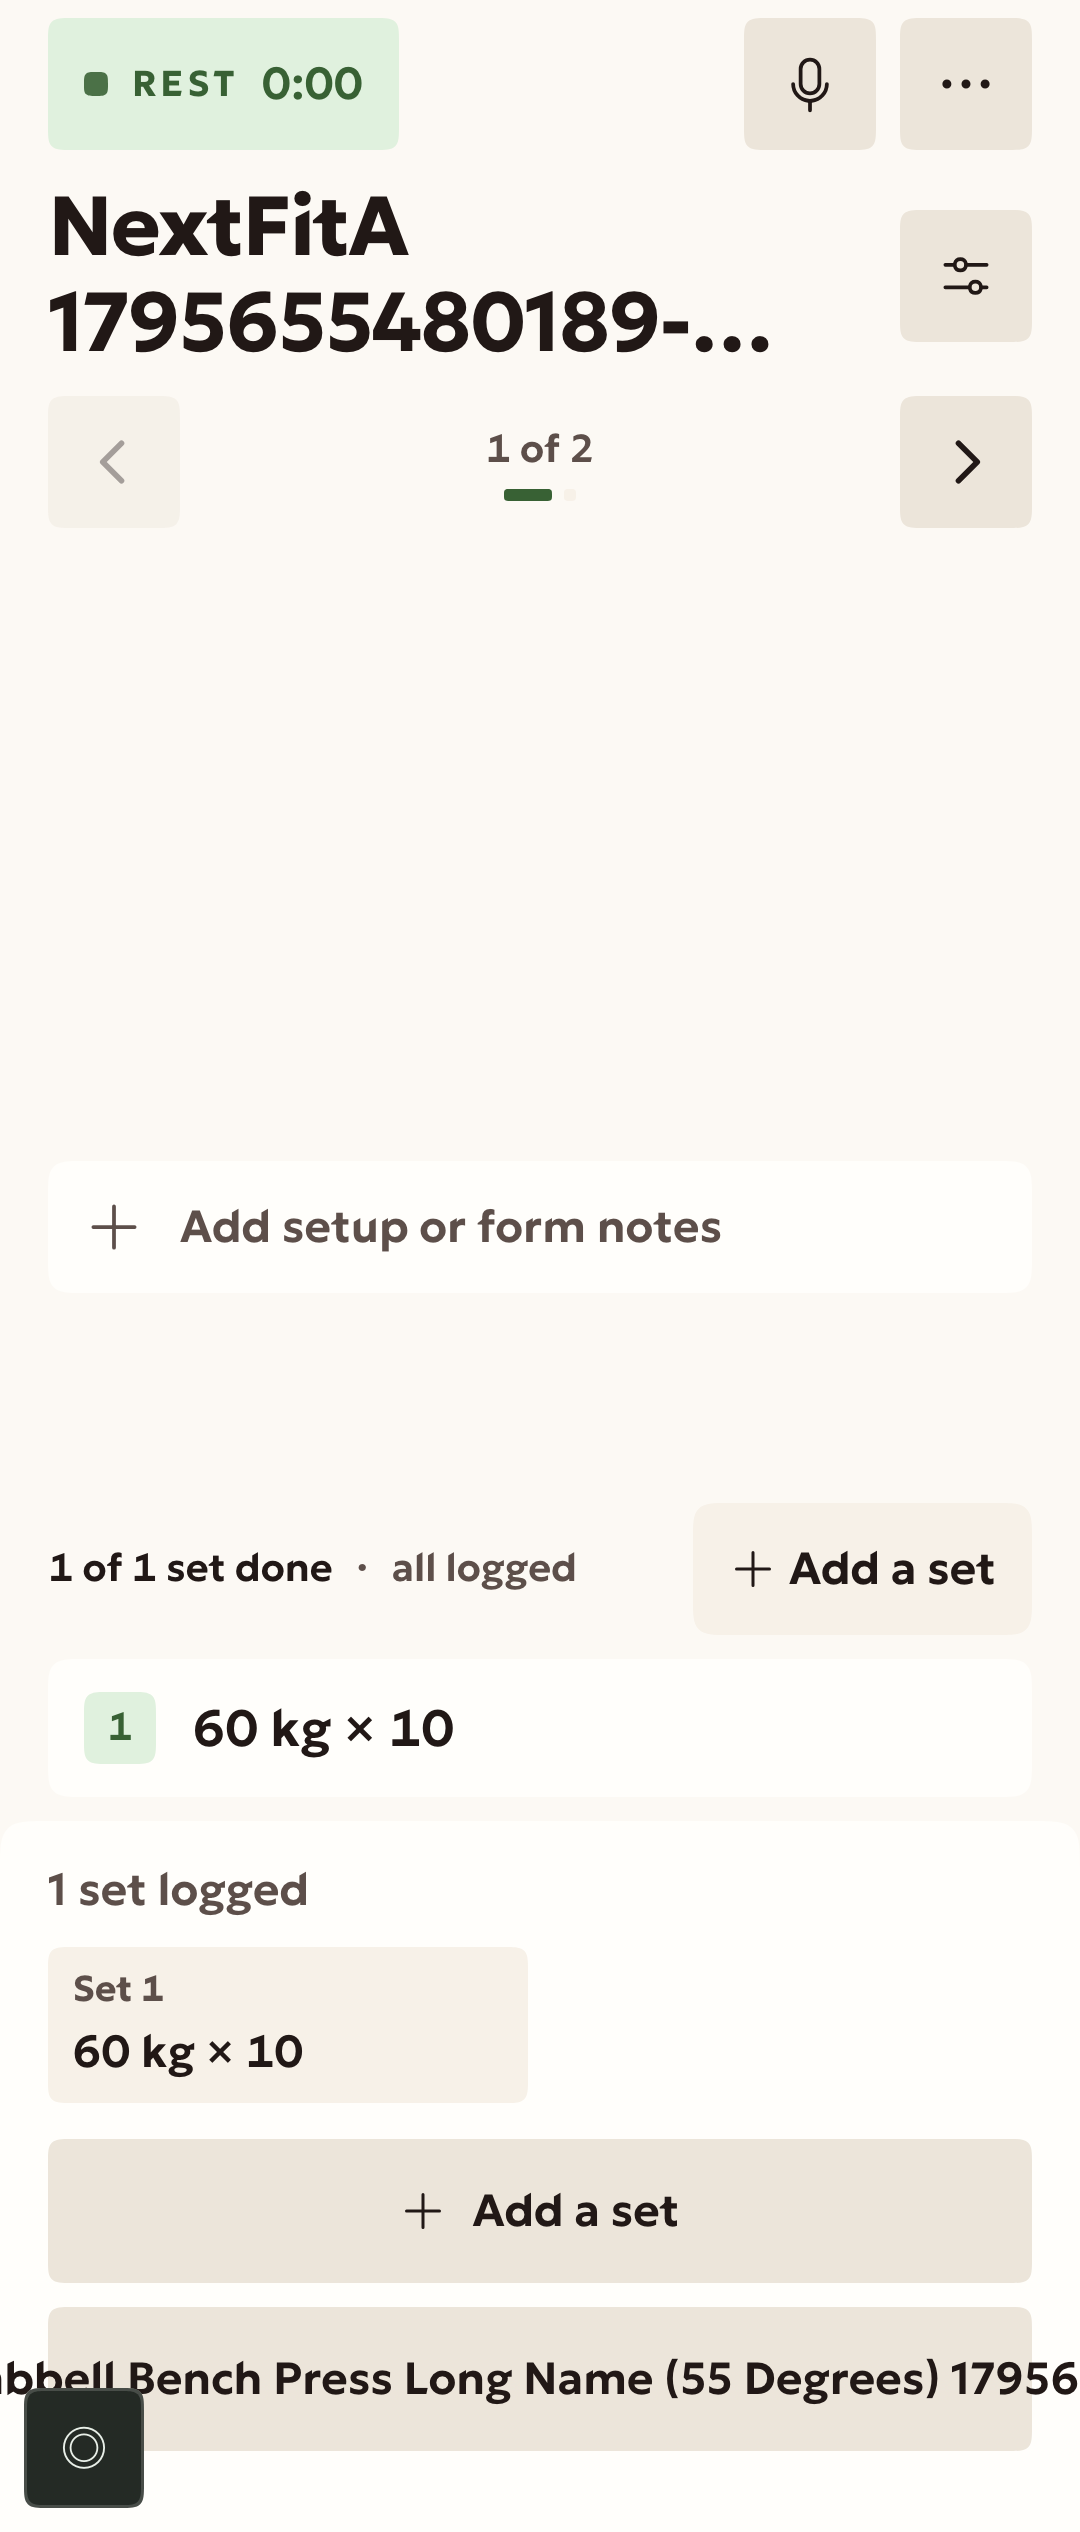 REST 0:00
NextFitA
1795655480189-...
1 of 2
Add setup or form notes
1 of 1 set done · all logged
Add a set
1 60 kg × 10
1 set logged
Set 1
60 kg × 10
Add a set
Bench Press Long Name (55 Degrees) 17956